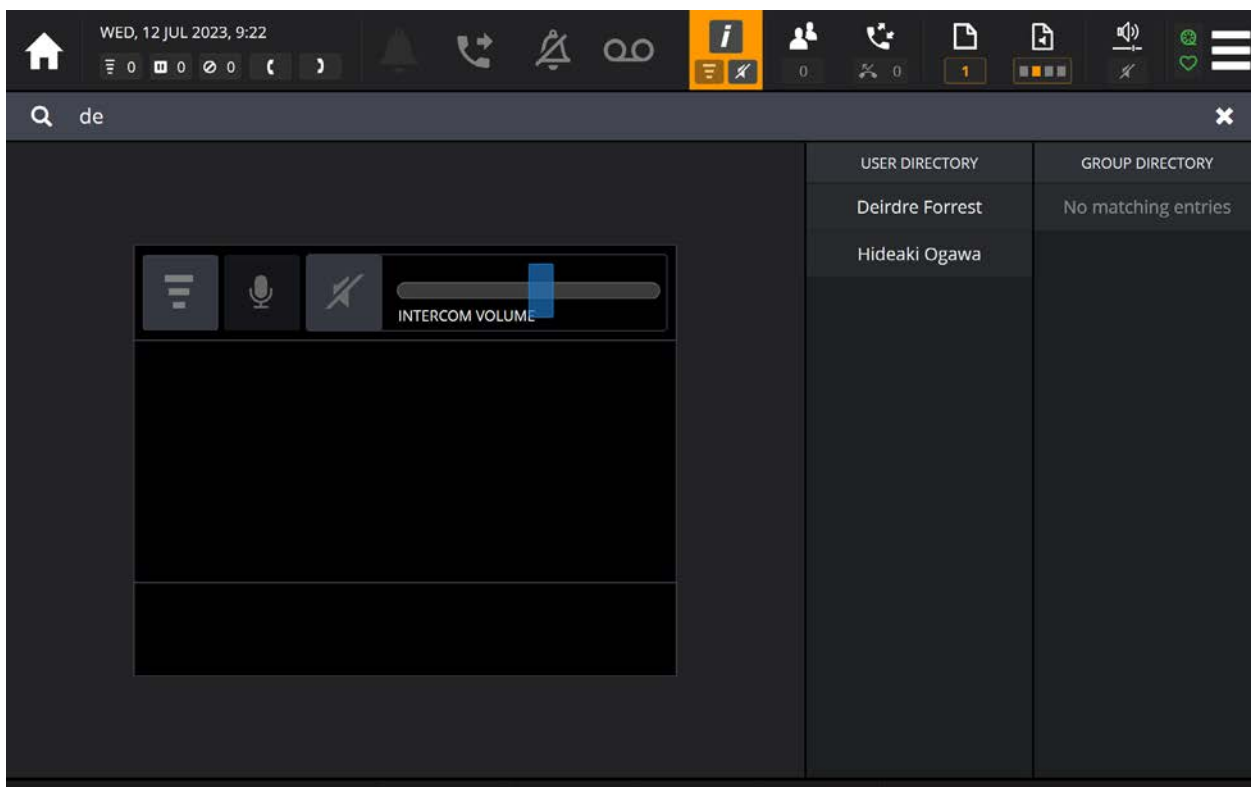 WED, 12 JUL 2023, 9:22
0 0 0
i
0
0
1
de
USER DIRECTORY
GROUP DIRECTORY
Deirdre Forrest
No matching entries
Hideaki Ogawa
INTERCOM VOLUME